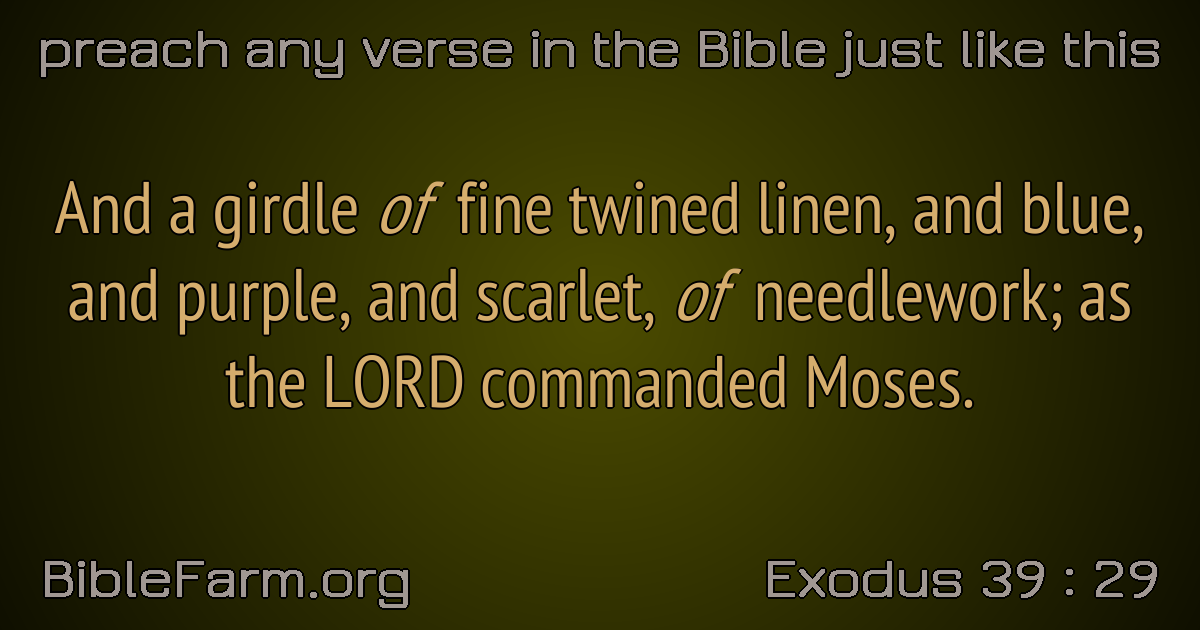 preach any verse in the Bible just like this
And a girdle of fine twined linen, and blue,
and purple, and scarlet, of needlework; as
the LORD commanded Moses.
BibleFarm.org
Exodus 39 : 29